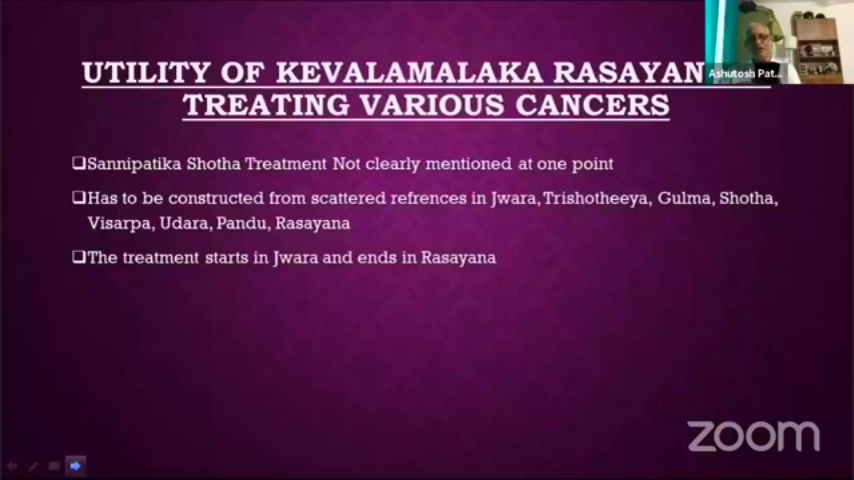 UTILITY OF KEVALAMALAKA RASAYAN
Ashutosh Pat...
TREATING VARIOUS CANCERS
❑Sannipatika Shotha Treatment Not clearly mentioned at one point
❑Has to be constructed from scattered refrences in Jwara, Trishotheeya, Gulma, Shotha,
Visarpa, Udara, Pandu, Rasayana
❑The treatment starts in Jwara and ends in Rasayana
zoom